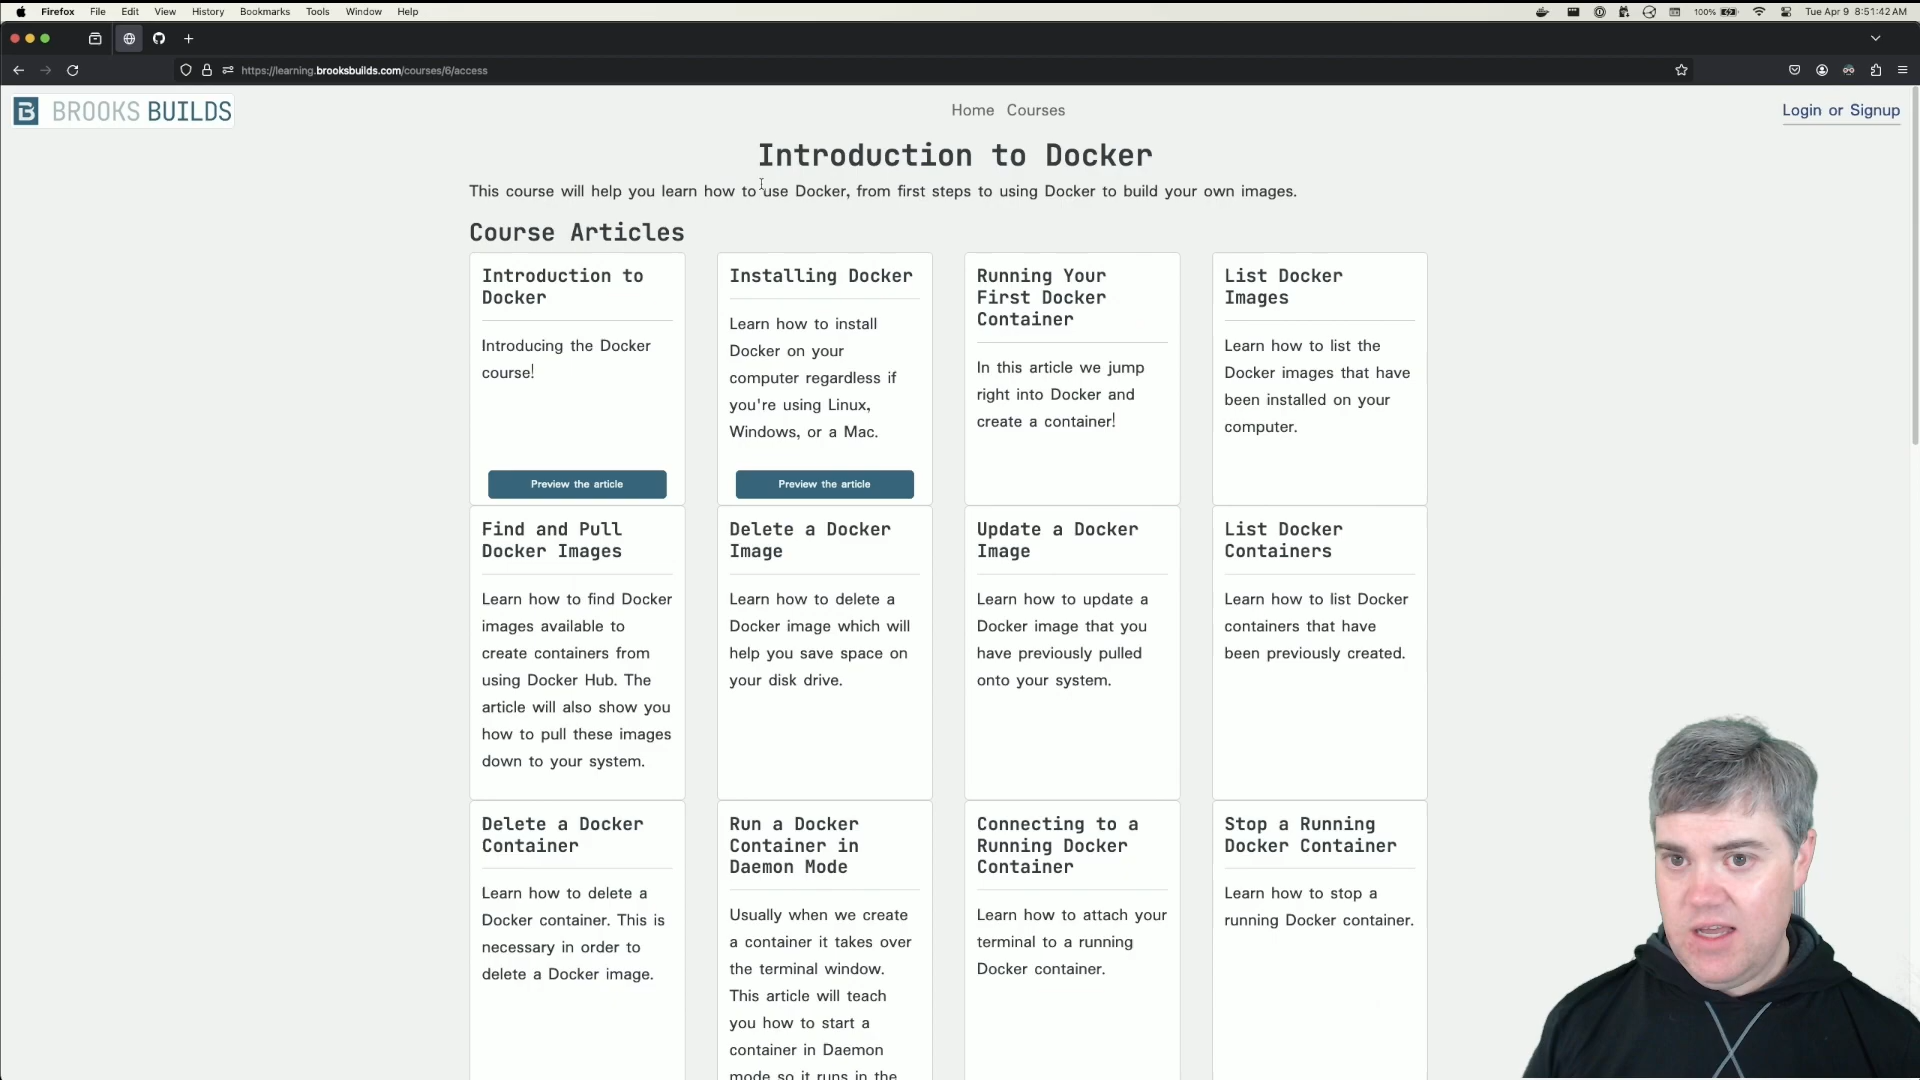 Firefox File Edit View History Bookmarks Tools Window Help 100% Tue Apr 9 8:51:42 AM
https://learning.brooksbuilds.com/courses/6/access
B BROOKS BUILDS Home Courses Login or Signup
Introduction to Docker
This course will help you learn how to use Docker, from first steps to using Docker to build your own images.
Course Articles
Introduction to
Docker
Introducing the Docker
course!
Preview the article
Installing Docker
Learn how to install
Docker on your
computer regardless if
you're using Linux,
Windows, or a Mac.
Preview the article
Running Your
First Docker
Container
In this article we jump
right into Docker and
create a container!
List Docker
Images
Learn how to list the
Docker images that have
been installed on your
computer.
Find and Pull
Docker Images
Learn how to find Docker
images available to
create containers from
using Docker Hub. The
article will also show you
how to pull these images
down to your system.
Delete a Docker
Image
Learn how to delete a
Docker image which will
help you save space on
your disk drive.
Update a Docker
Image
Learn how to update a
Docker image that you
have previously pulled
onto your system.
List Docker
Containers
Learn how to list Docker
containers that have
been previously created.
Delete a Docker
Container
Learn how to delete a
Docker container. This is
necessary in order to
delete a Docker image.
Run a Docker
Container in
Daemon Mode
Usually when we create
a container it takes over
the terminal window.
This article will teach
you how to start a
container in Daemon
mode so it runs in the
Connecting to a
Running Docker
Container
Learn how to attach your
terminal to a running
Docker container.
Stop a Running
Docker Container
Learn how to stop a
running Docker container.